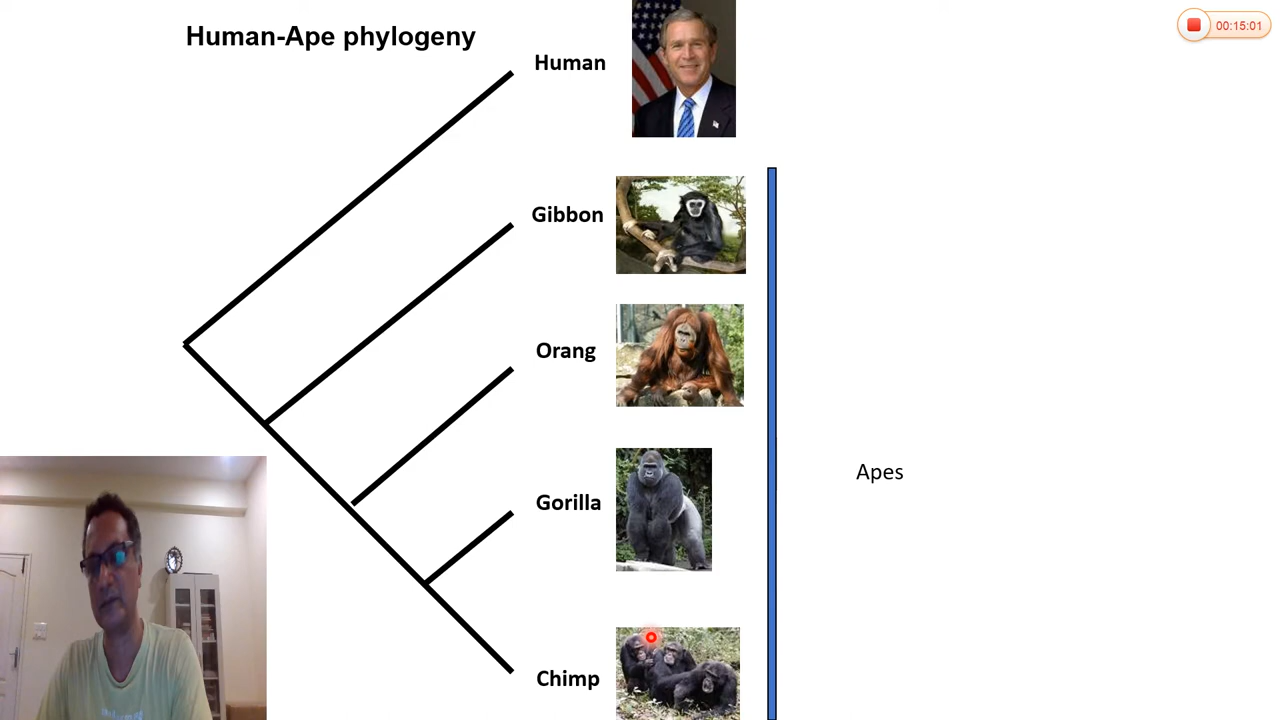 Human-Ape phylogeny
00:15:01
Human
Gibbon
Orang
Gorilla
Apes
Chimp